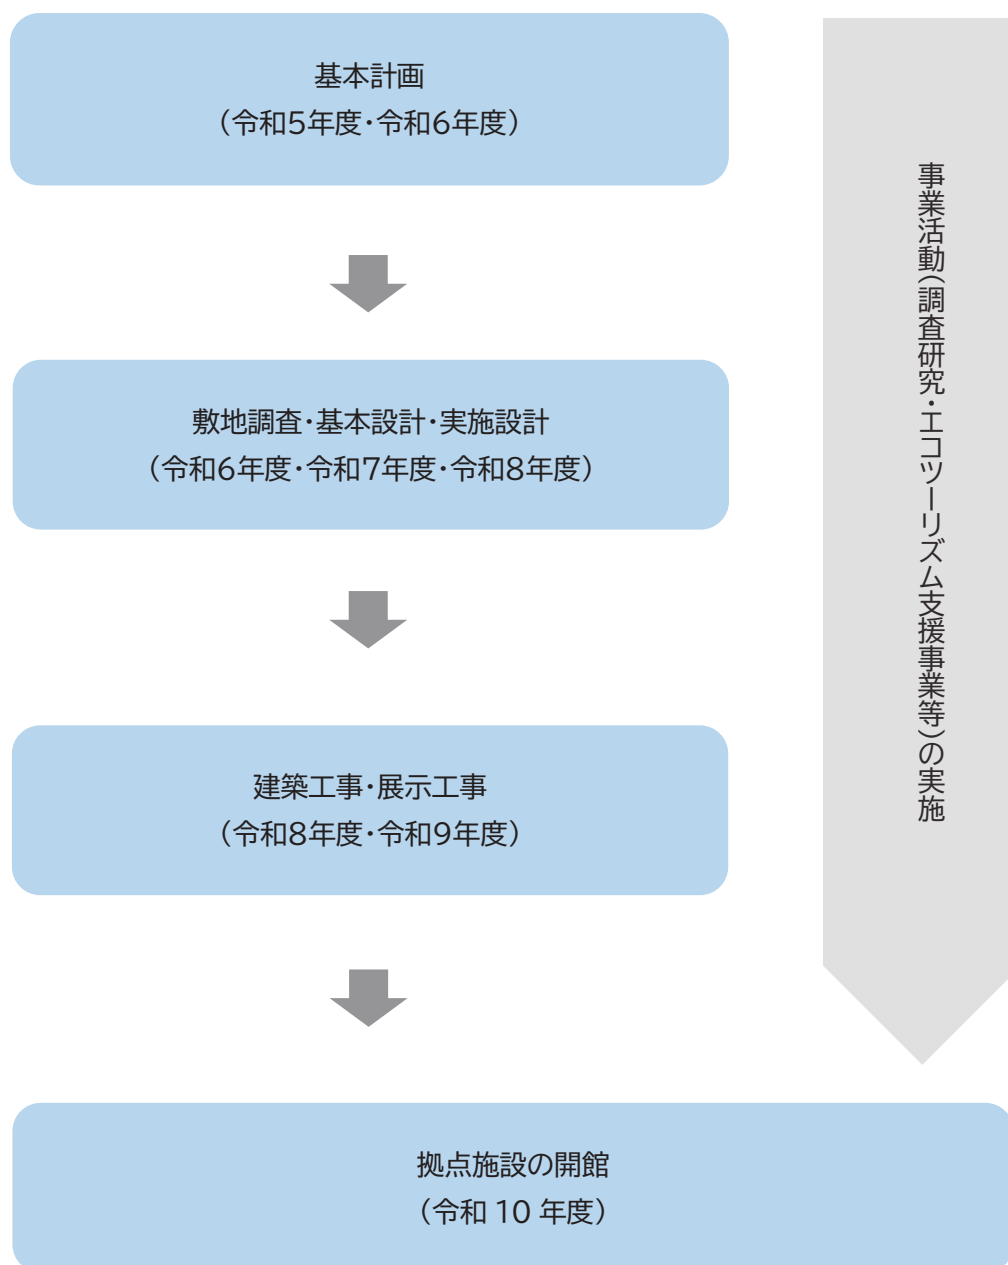 基本計画
（令和5年度・令和6年度）
敷地調査・基本設計・実施設計
（令和6年度・令和7年度・令和8年度）
建築工事・展示工事
（令和8年度・令和9年度）
拠点施設の開館
（令和 10 年度）
事業活動（調査研究・エコツーリズム支援事業等）の実施